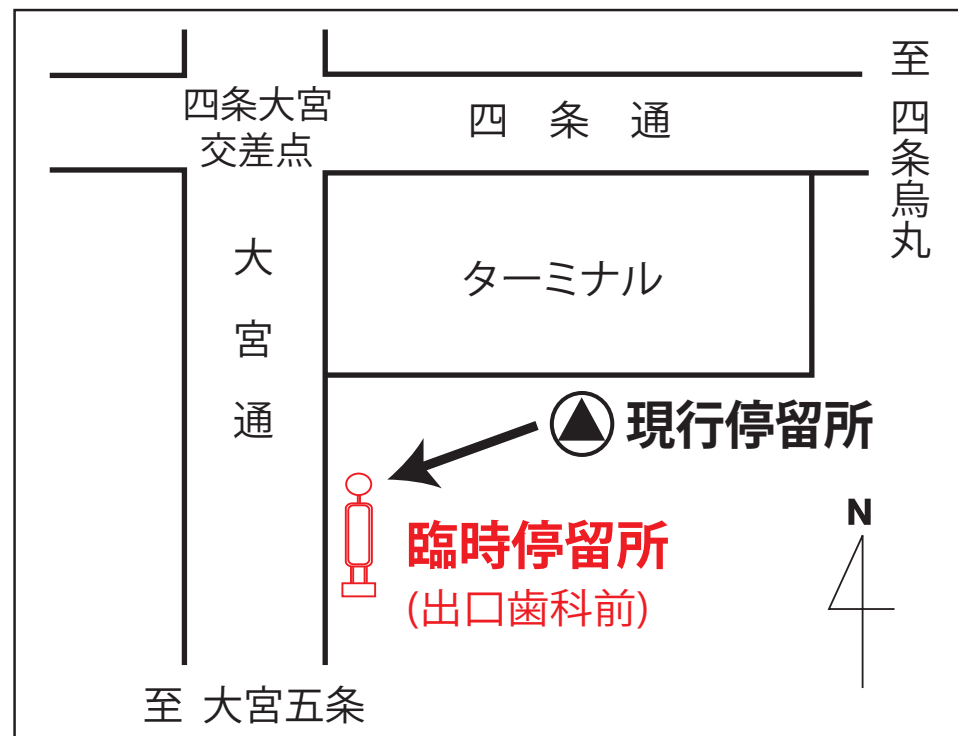 四条大宮
交差点
四条通
至四条烏丸
大宮通
ターミナル
現行停留所
臨時停留所
(出口歯科前)
N
至 大宮五条